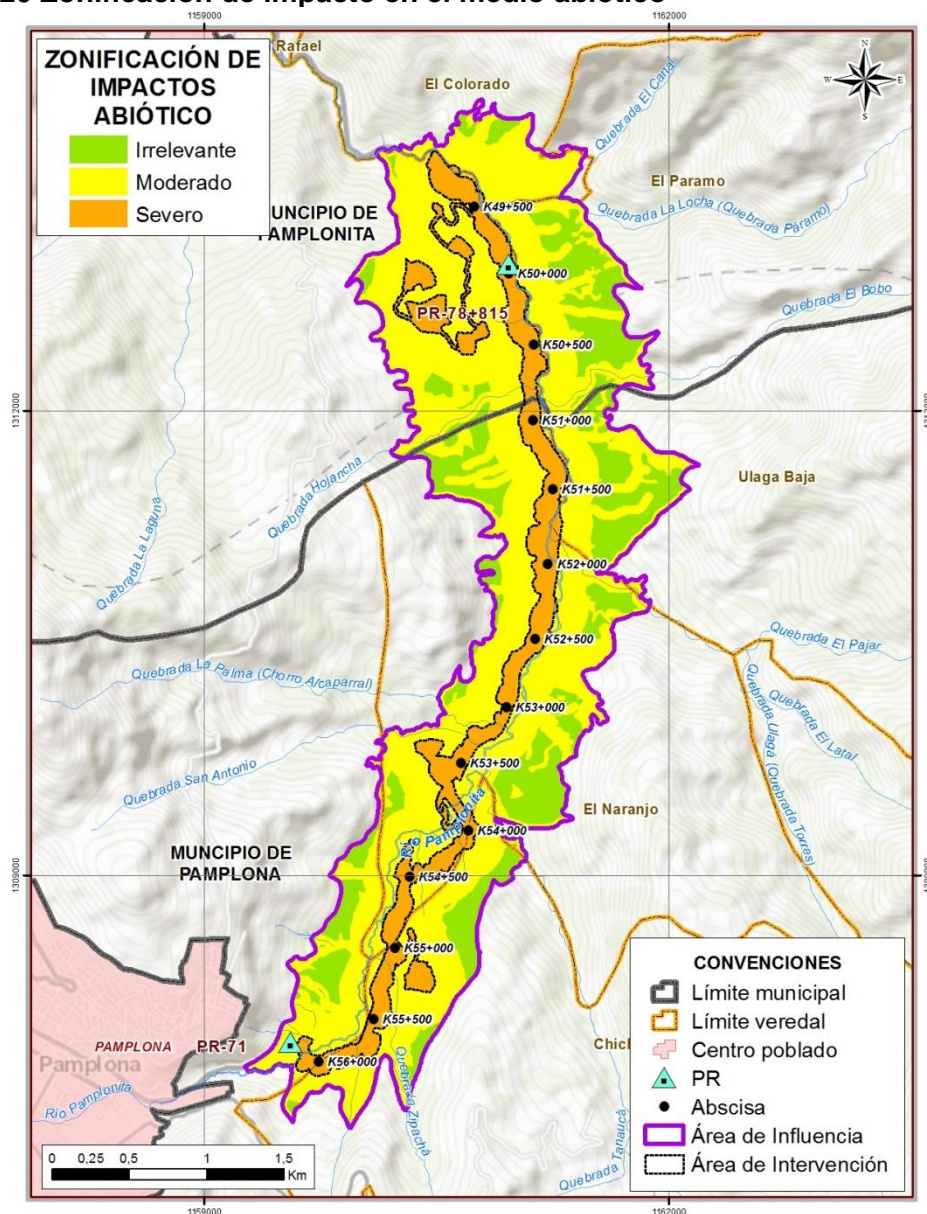 Zonificación de impacto en el medio abiótico
1159000
1162000
ZONIFICACIÓN DE
IMPACTOS
ABIÓTICO
Irrelevante
Moderado
Severo
Rafael
El Colorado
Quebrada El Canal
El Paramo
Quebrada La Locha (Quebrada Páramo)
K49+500
PAMPLONITA
K50+000
PR-78+815
Quebrada El Bobo
K50+500
1312000
K51+000
Quebrada Hojancha
Quebrada La Laguna
Ulaga Baja
K51+500
K52+000
K52+500
Quebrada El Pajar
Quebrada La Palma (Chorro Arcaparral)
K53+000
Quebrada El Latal
Quebrada Ulagá (Quebrada Torres)
Quebrada San Antonio
K53+500
El Naranjo
Río Pamplonita
K54+000
MUNCIPIO DE
PAMPLONA
1309000
K54+500
K55+000
K55+500
PAMPLONA
Pamplona
PR-71
K56+000
Río Pamplonita
Quebrada Zipachá
Quebrada Tanaucá
CONVENCIONES
Límite municipal
Límite veredal
Centro poblado
PR
Abscisa
Área de Influencia
Área de Intervención
0 0,25 0,5 1 1,5
Km
N
W E
S
1159000
1162000